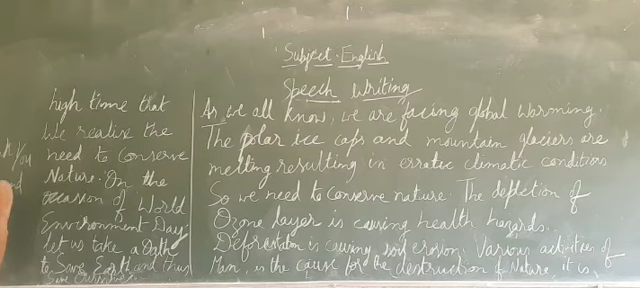 Subject - English
Speech Writing
As we all know, we are facing global warming.
The polar ice caps and mountain glaciers are
melting resulting in erratic climatic conditions
So we need to conserve nature. The depletion of
Ozone layer is causing health hazards.
Deforestation is causing soil erosion. Various activities of
Man, is the cause for the destruction of Nature, it is,
high time that
We realise the
need to conserve
Nature. On the
occasion of World
Environment Day
let us take a Oath
to Save Earth and thus
Save
You